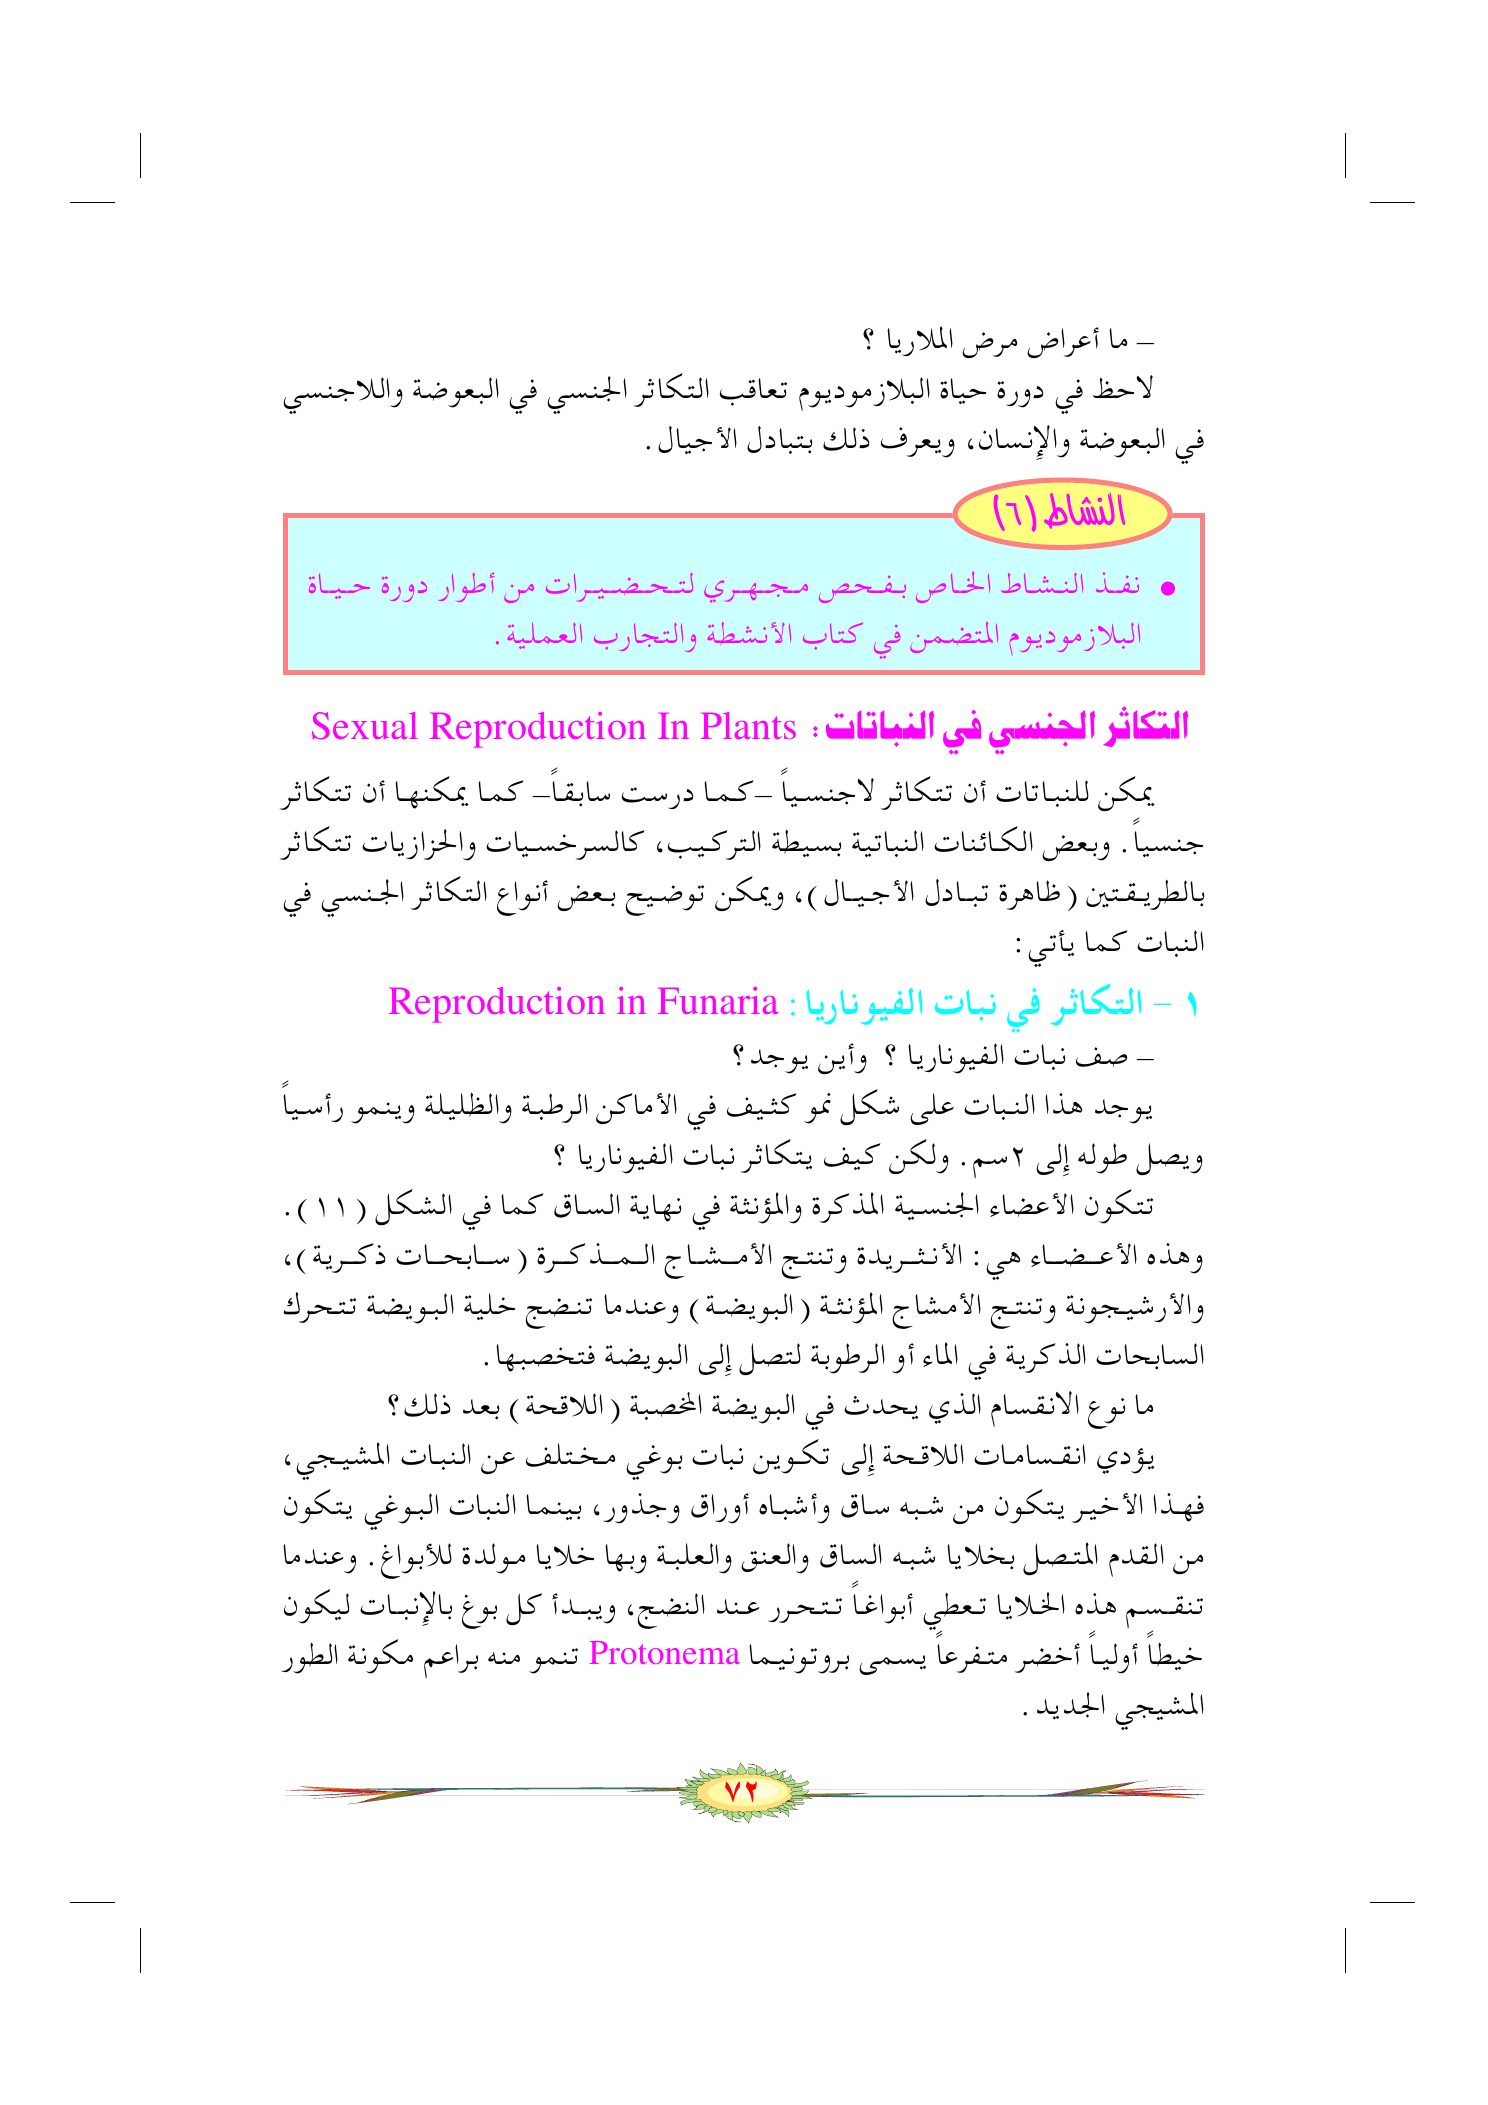 – ما أعراض مرض الملاريا ؟
لاحظ في دورة حياة البلازموديوم تعاقب التكاثر الجنسي في البعوضة واللاجنسي
في البعوضة والإِنسان، ويعرف ذلك بتبادل الأجيال.
النشاط (٦)
● نفذ النشاط الخاص بفحص مجهري لتحضيرات من أطوار دورة حياة
البلازموديوم المتضمن في كتاب الأنشطة والتجارب العملية.
التكاثر الجنسي في النباتات : Sexual Reproduction In Plants
يمكن للنباتات أن تتكاثر لاجنسياً –كما درست سابقاً– كما يمكنها أن تتكاثر
جنسياً. وبعض الكائنات النباتية بسيطة التركيب، كالسرخسيات والحزازيات تتكاثر
بالطريقتين (ظاهرة تبادل الأجيال)، ويمكن توضيح بعض أنواع التكاثر الجنسي في
النبات كما يأتي:
١ – التكاثر في نبات الفيوناريا : Reproduction in Funaria
– صف نبات الفيوناريا ؟ وأين يوجد؟
يوجد هذا النبات على شكل نمو كثيف في الأماكن الرطبة والظليلة وينمو رأسياً
ويصل طوله إِلى ٢سم. ولكن كيف يتكاثر نبات الفيوناريا ؟
تتكون الأعضاء الجنسية المذكرة والمؤنثة في نهاية الساق كما في الشكل (١١).
وهذه الأعضاء هي: الأنثريدة وتنتج الأمشاج المذكرة (سابحات ذكرية)،
والأرشيجونة وتنتج الأمشاج المؤنثة (البويضة) وعندما تنضج خلية البويضة تتحرك
السابحات الذكرية في الماء أو الرطوبة لتصل إِلى البويضة فتخصبها.
ما نوع الانقسام الذي يحدث في البويضة المخصبة (اللاقحة) بعد ذلك؟
يؤدي انقسامات اللاقحة إِلى تكوين نبات بوغي مختلف عن النبات المشيجي،
فهذا الأخير يتكون من شبه ساق وأشباه أوراق وجذور، بينما النبات البوغي يتكون
من القدم المتصل بخلايا شبه الساق والعنق والعلبة وبها خلايا مولدة للأبواغ. وعندما
تنقسم هذه الخلايا تعطي أبواغاً تتحرر عند النضج، ويبدأ كل بوغ بالإِنبات ليكون
خيطاً أولياً أخضر متفرعاً يسمى بروتونيما Protonema تنمو منه براعم مكونة الطور
المشيجي الجديد .
٧٢